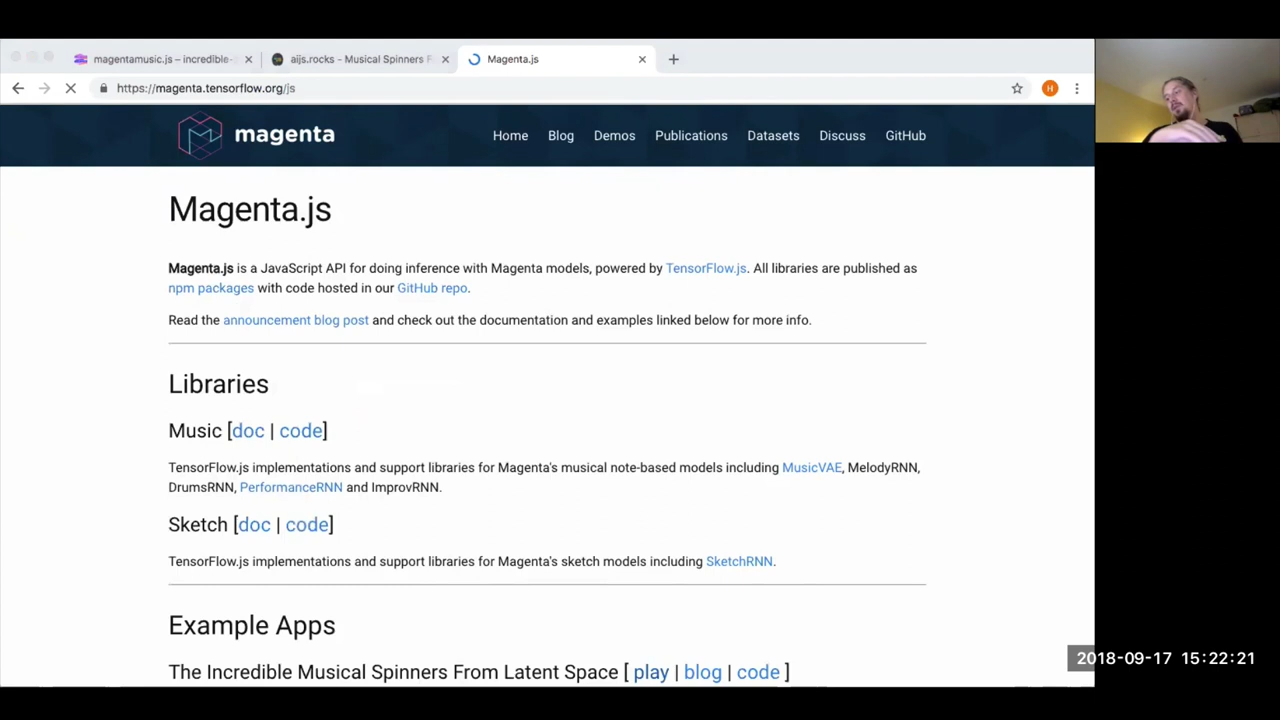 magentamusic.js – incredible-
aijs.rocks - Musical Spinners F
Magenta.js
https://magenta.tensorflow.org/js
H
magenta
Home Blog Demos Publications Datasets Discuss GitHub
Magenta.js
Magenta.js is a JavaScript API for doing inference with Magenta models, powered by TensorFlow.js. All libraries are published as
npm packages with code hosted in our GitHub repo.
Read the announcement blog post and check out the documentation and examples linked below for more info.
Libraries
Music [doc | code]
TensorFlow.js implementations and support libraries for Magenta's musical note-based models including MusicVAE, MelodyRNN,
DrumsRNN, PerformanceRNN and ImprovRNN.
Sketch [doc | code]
TensorFlow.js implementations and support libraries for Magenta's sketch models including SketchRNN.
Example Apps
The Incredible Musical Spinners From Latent Space [ play | blog | code ]
2018-09-17 15:22:21